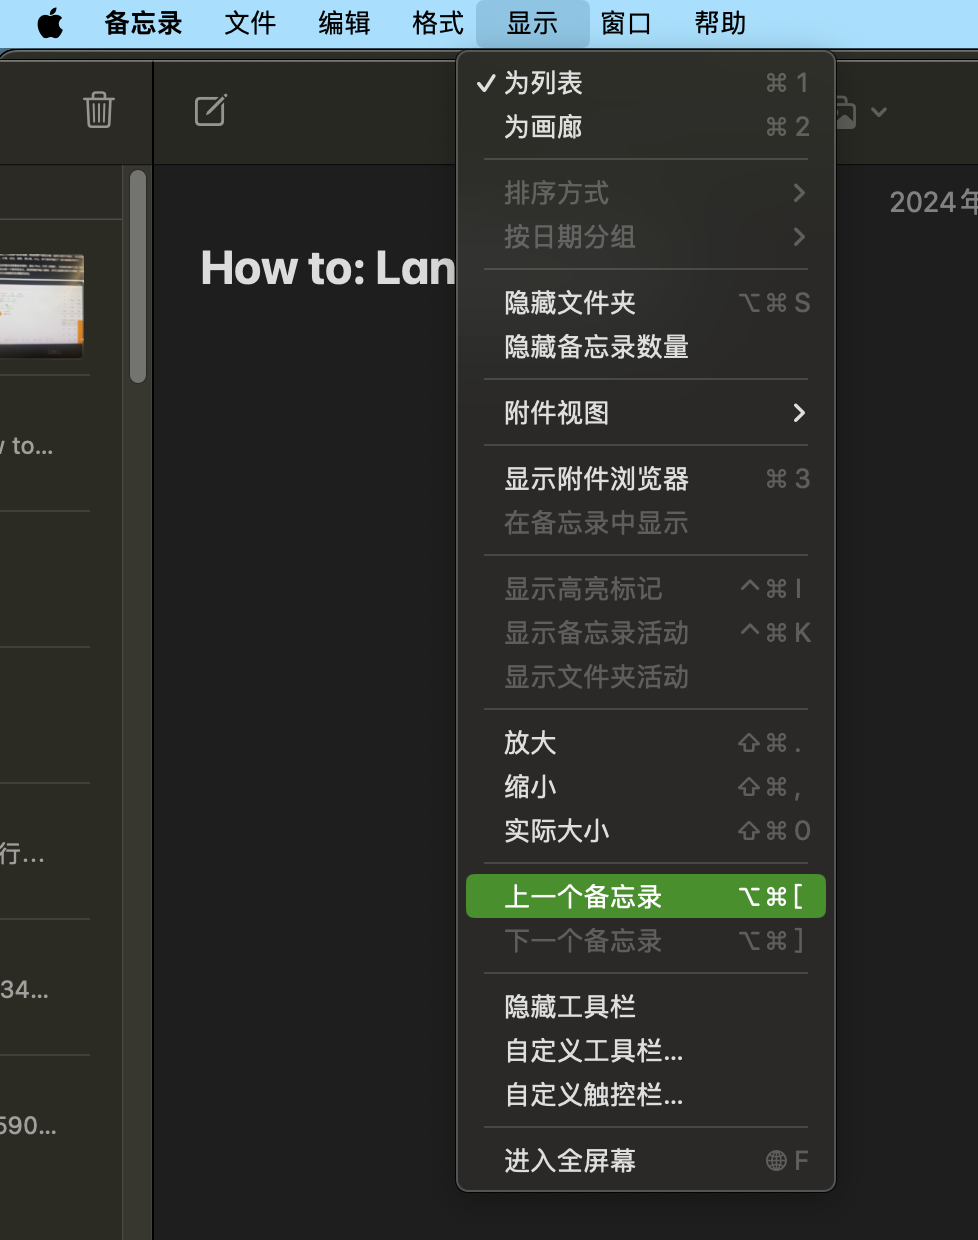 备忘录 文件 编辑 格式 显示 窗口 帮助
✓ 为列表 ⌘ 1
为画廊 ⌘ 2
排序方式 >
按日期分组 >
隐藏文件夹 ⌥ ⌘ S
隐藏备忘录数量
附件视图 >
显示附件浏览器 ⌘ 3
在备忘录中显示
显示高亮标记 ^ ⌘ I
显示备忘录活动 ^ ⌘ K
显示文件夹活动
放大 ⇧ ⌘ .
缩小 ⇧ ⌘ ,
实际大小 ⇧ ⌘ 0
上一个备忘录 ⌥ ⌘ [
下一个备忘录 ⌥ ⌘ ]
隐藏工具栏
自定义工具栏...
自定义触控栏...
进入全屏幕 🌐 F
2024年
How to: Lan
to...
行...
34...
590...